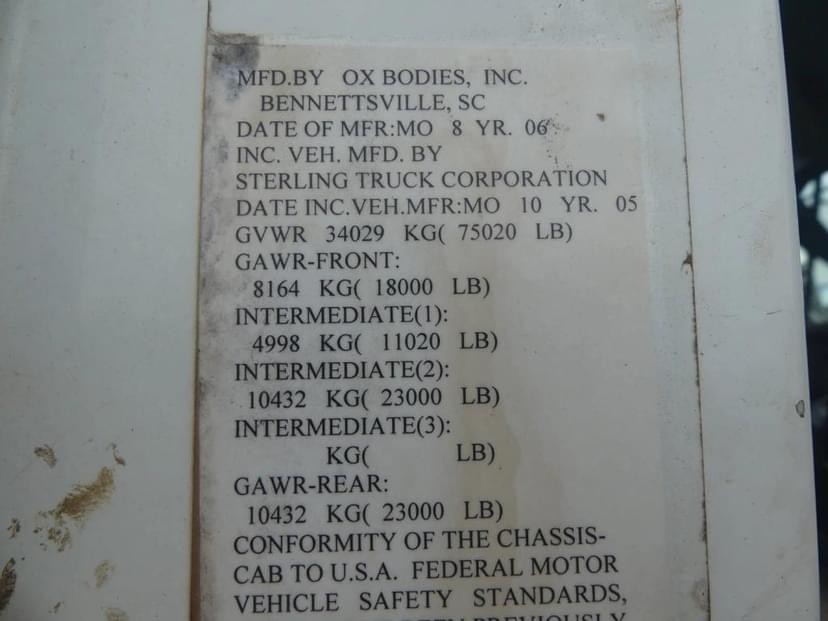 MFD.BY OX BODIES, INC.
BENNETTSVILLE, SC
DATE OF MFR:MO 8 YR. 06
INC. VEH. MFD. BY
STERLING TRUCK CORPORATION
DATE INC.VEH.MFR:MO 10 YR. 05
GVWR 34029 KG( 75020 LB)
GAWR-FRONT:
8164 KG( 18000 LB)
INTERMEDIATE(1):
4998 KG( 11020 LB)
INTERMEDIATE(2):
10432 KG( 23000 LB)
INTERMEDIATE(3):
KG( LB)
GAWR-REAR:
10432 KG( 23000 LB)
CONFORMITY OF THE CHASSIS-
CAB TO U.S.A. FEDERAL MOTOR
VEHICLE SAFETY STANDARDS,
PREVIOUSLY